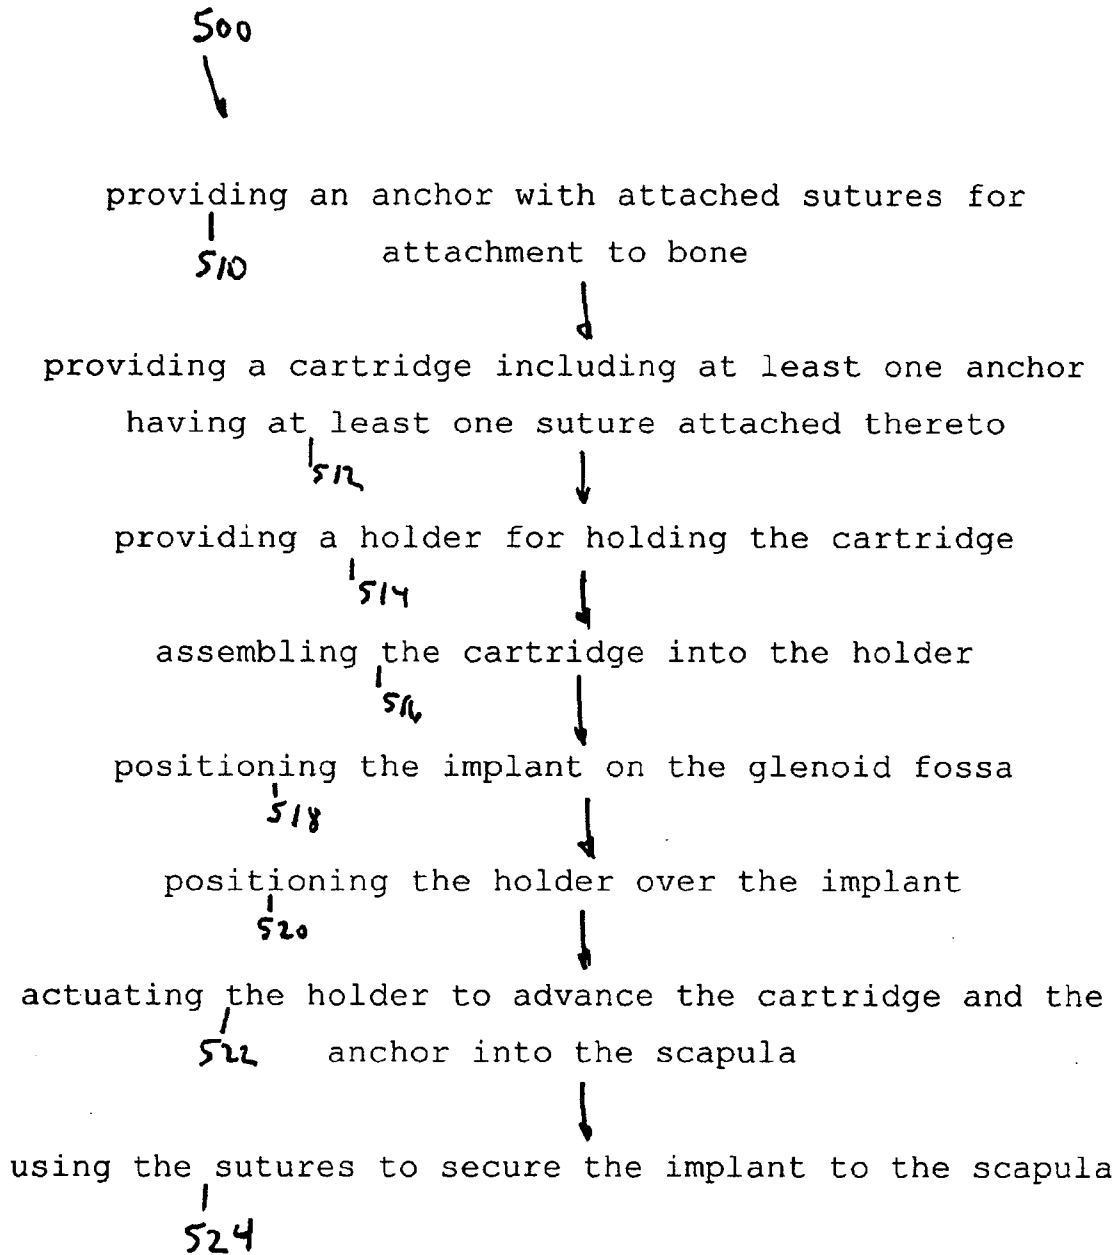 500
providing an anchor with attached sutures for
510
attachment to bone
providing a cartridge including at least one anchor
having at least one suture attached thereto
512
providing a holder for holding the cartridge
514
assembling the cartridge into the holder
516
positioning the implant on the glenoid fossa
518
positioning the holder over the implant
520
actuating the holder to advance the cartridge and the
522
anchor into the scapula
using the sutures to secure the implant to the scapula
524